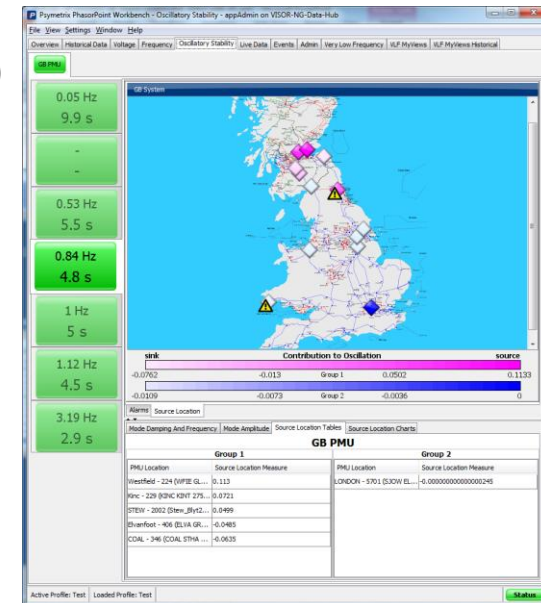 Psymetrix PhasorPoint Workbench - Oscillatory Stability - appAdmin on VISOR-NG-Data-Hub
File View Settings Window Help
Overview Historical Data Voltage Frequency Oscillatory Stability Live Data Events Admin Very Low Frequency VLF MyViews VLF MyViews Historical
GB PMU
GB System
0.05 Hz
9.9 s
-
-
0.53 Hz
5.5 s
0.84 Hz
4.8 s
1 Hz
5 s
1.12 Hz
4.5 s
3.19 Hz
2.9 s
sink Contribution to Oscillation source
-0.0762 -0.013 Group 1 0.0502 0.1133
-0.0109 -0.0073 Group 2 -0.0036 0
Alarms Source Location
Mode Damping And Frequency Mode Amplitude Source Location Tables Source Location Charts
GB PMU
Group 1 Group 2
PMU Location Source Location Measure PMU Location Source Location Measure
Westfield - 224 (WFIE GL... 0.113 LONDON - 5701 (SJOW EL... -0.0000000000000245
Kinc - 229 (KINC KINT 275... 0.0721
STEW - 2002 (Stew_Blyt2... 0.0499
Elvanfoot - 406 (ELVA GR... -0.0485
COAL - 346 (COAL STHA ... -0.0635
Active Profile: Test Loaded Profile: Test Status